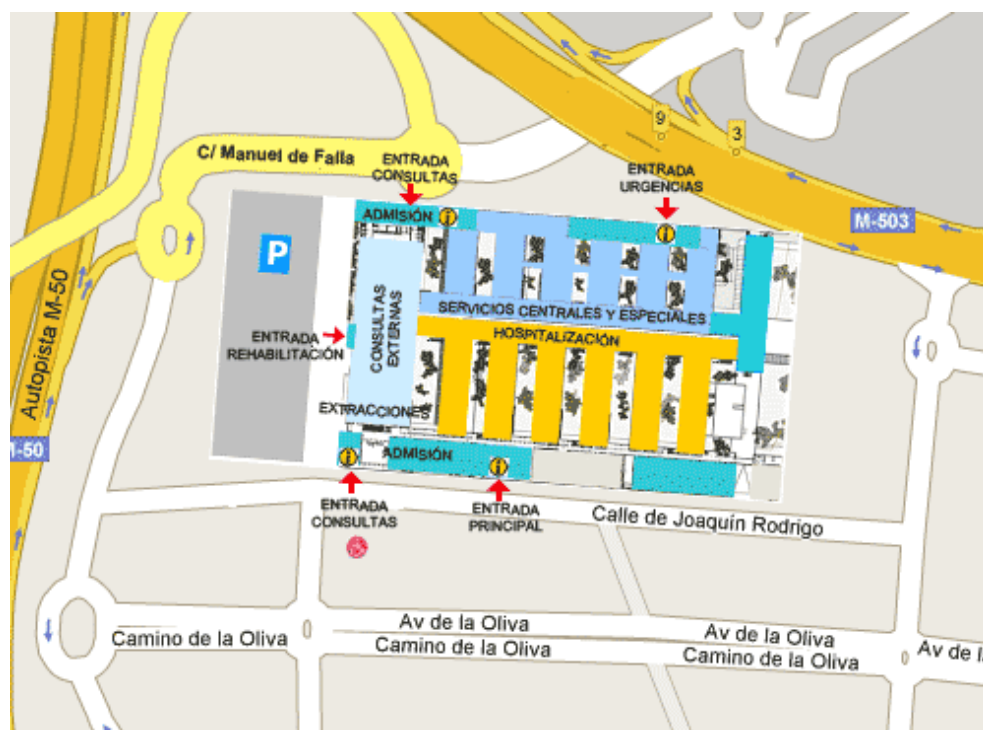 C/ Manuel de Falla
ENTRADA
CONSULTAS
ENTRADA
URGENCIAS
9
3
M-503
ADMISIÓN
i
i
P
CONSULTAS
EXTERNAS
SERVICIOS CENTRALES Y ESPECIALES
HOSPITALIZACIÓN
ENTRADA
REHABILITACIÓN
EXTRACCIONES
Autopista M-50
M-50
ADMISIÓN
i
i
ENTRADA
CONSULTAS
ENTRADA
PRINCIPAL
Calle de Joaquín Rodrigo
Camino de la Oliva
Av de la Oliva
Camino de la Oliva
Av de la Oliva
Camino de la Oliva
Av de l